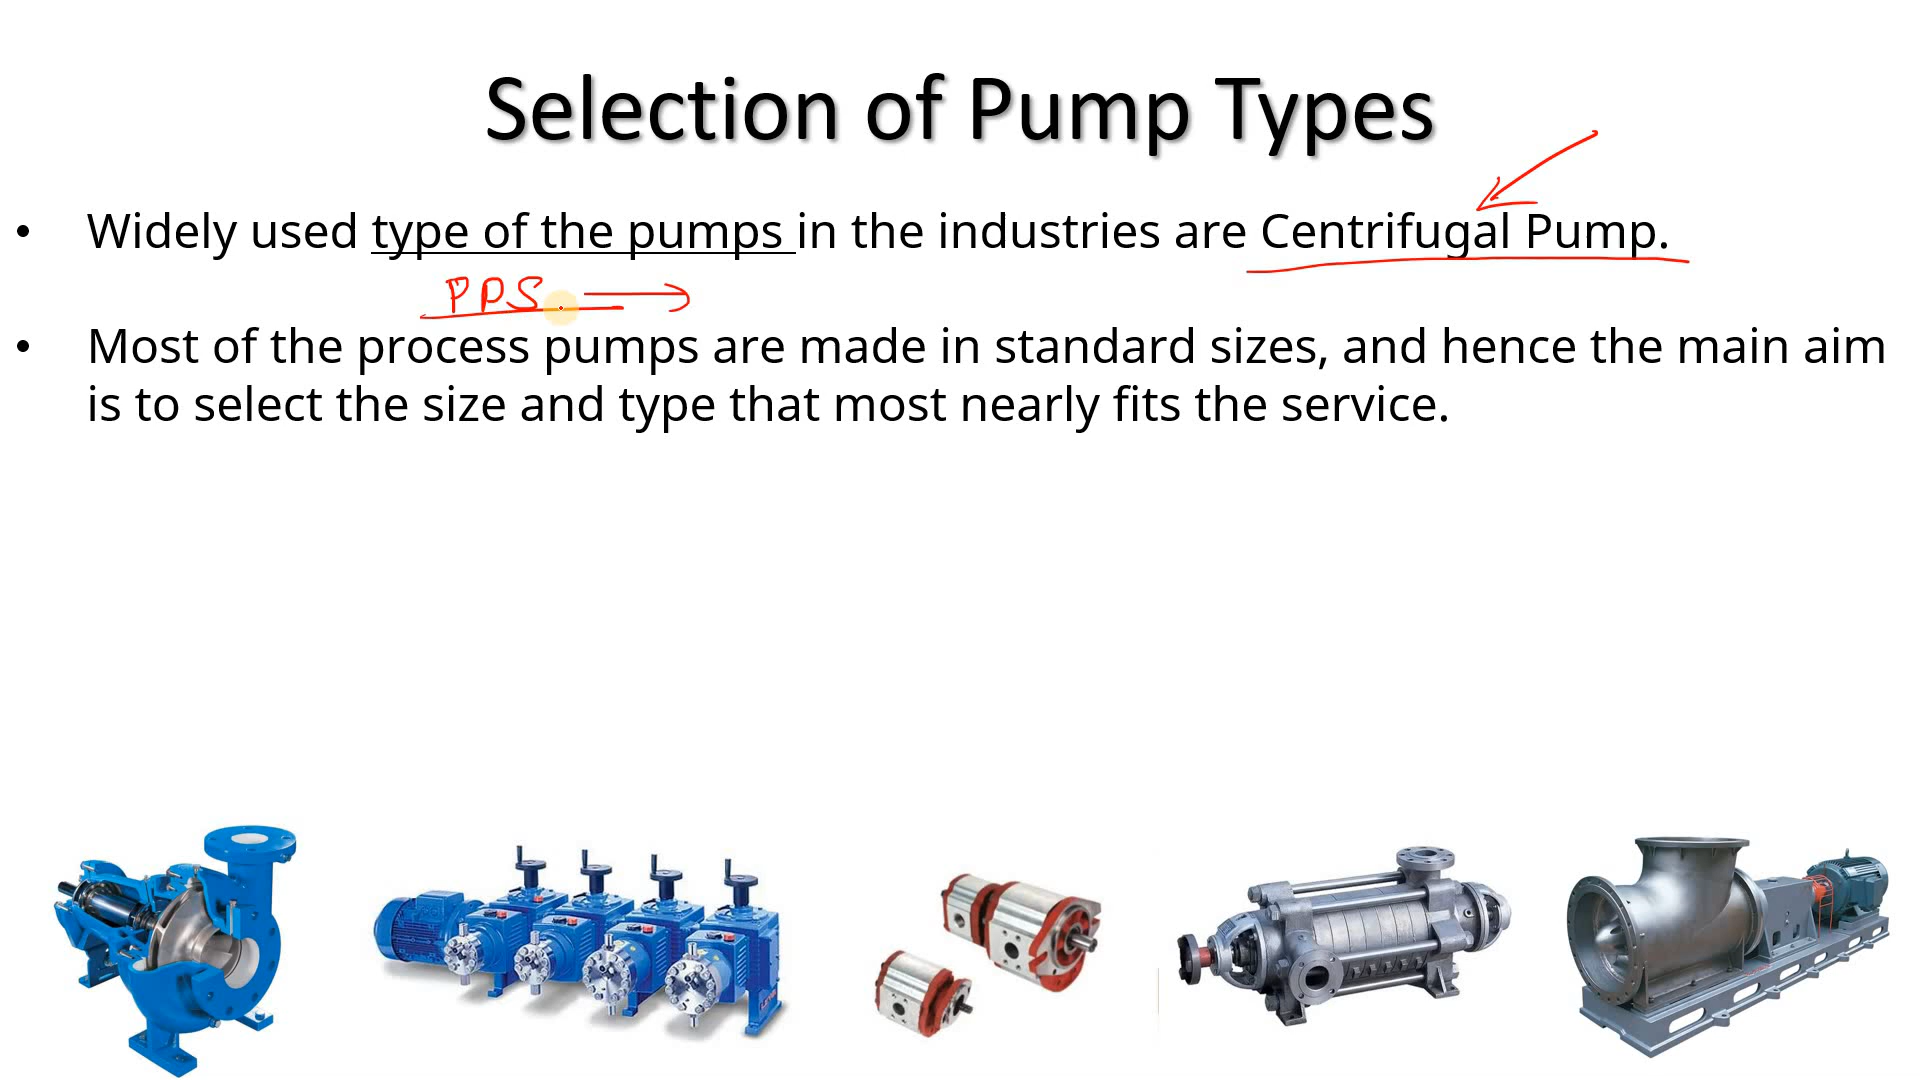 Selection of Pump Types
• Widely used type of the pumps in the industries are Centrifugal Pump.
PDS
• Most of the process pumps are made in standard sizes, and hence the main aim
is to select the size and type that most nearly fits the service.